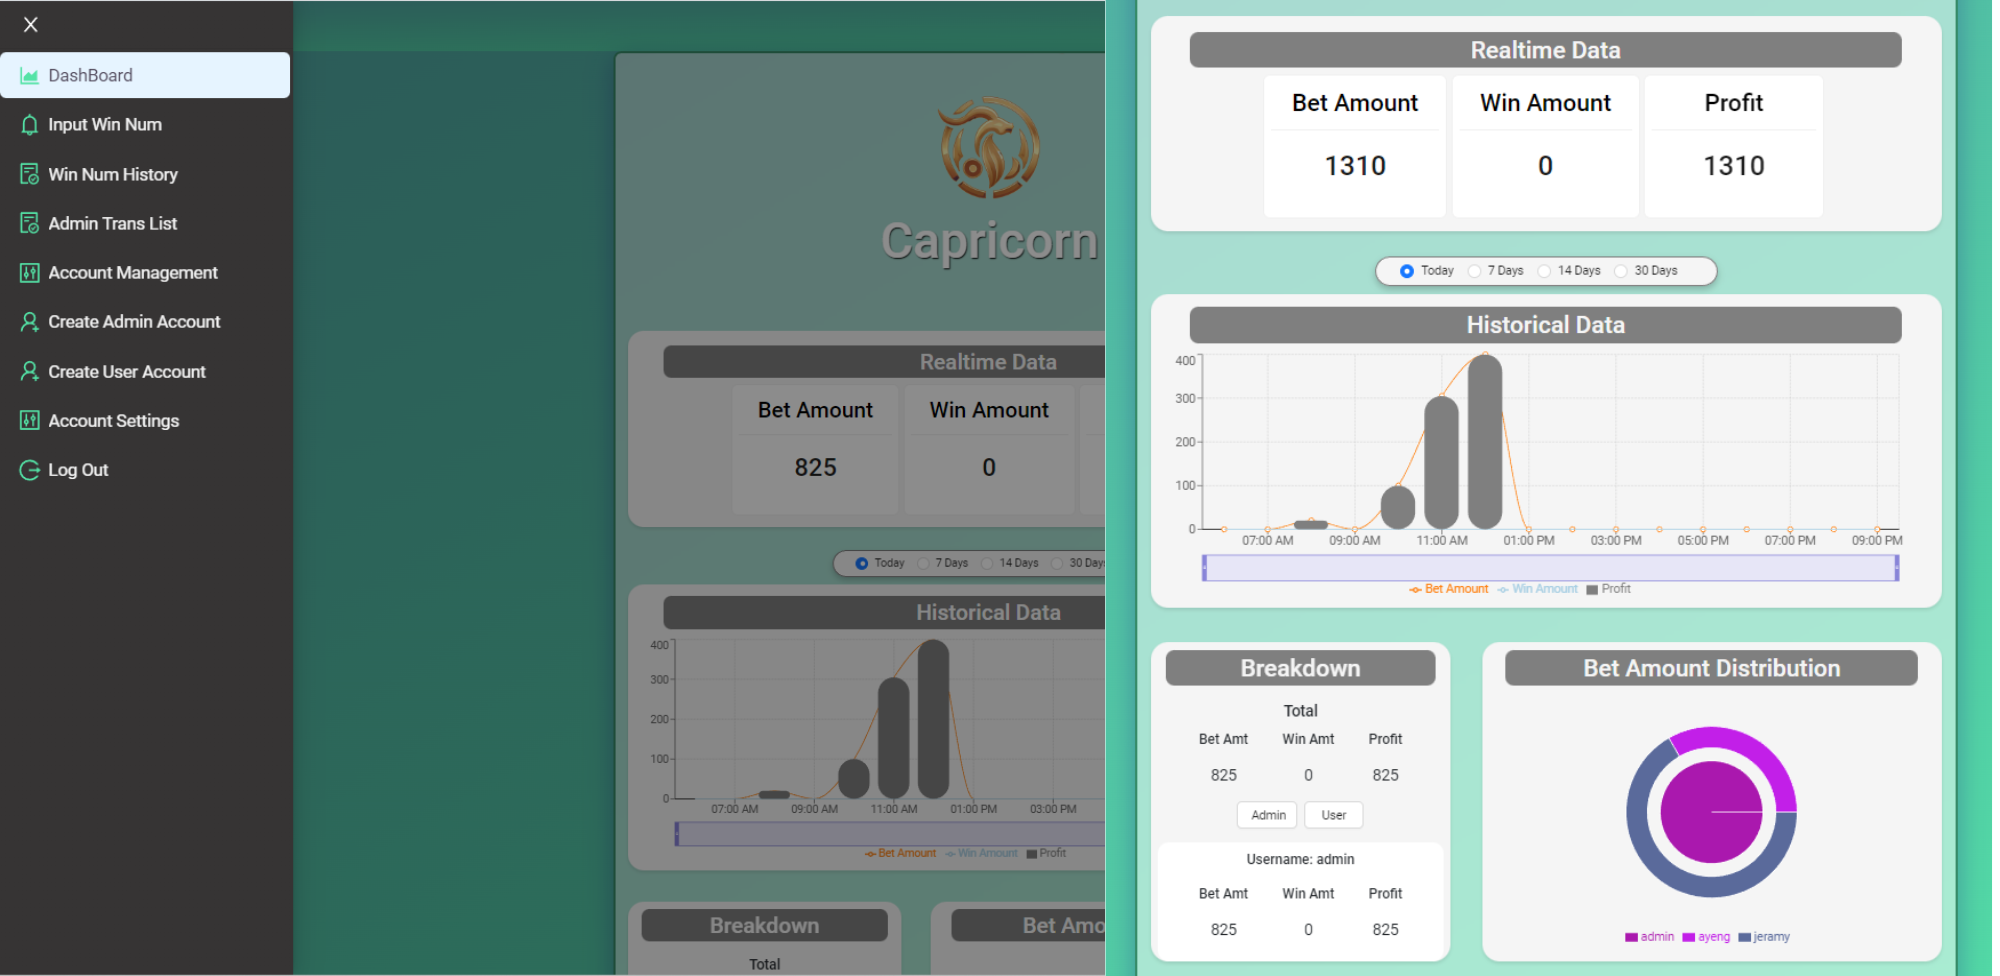 DashBoard
Input Win Num
Win Num History
Admin Trans List
Account Management
Create Admin Account
Create User Account
Account Settings
Log Out
Capricorn
Realtime Data
Bet Amount Win Amount
825 0
Today 7 Days 14 Days 30 Days
Historical Data
400
300
200
100
0
07:00 AM 09:00 AM 11:00 AM 01:00 PM 03:00 PM
Bet Amount Win Amount Profit
Breakdown Bet Amo
Total
Realtime Data
Bet Amount Win Amount Profit
1310 0 1310
Today 7 Days 14 Days 30 Days
Historical Data
400
300
200
100
0
07:00 AM 09:00 AM 11:00 AM 01:00 PM 03:00 PM 05:00 PM 07:00 PM 09:00 PM
Bet Amount Win Amount Profit
Breakdown
Total
Bet Amt Win Amt Profit
825 0 825
Admin User
Username: admin
Bet Amt Win Amt Profit
825 0 825
Bet Amount Distribution
admin ayeng jeramy